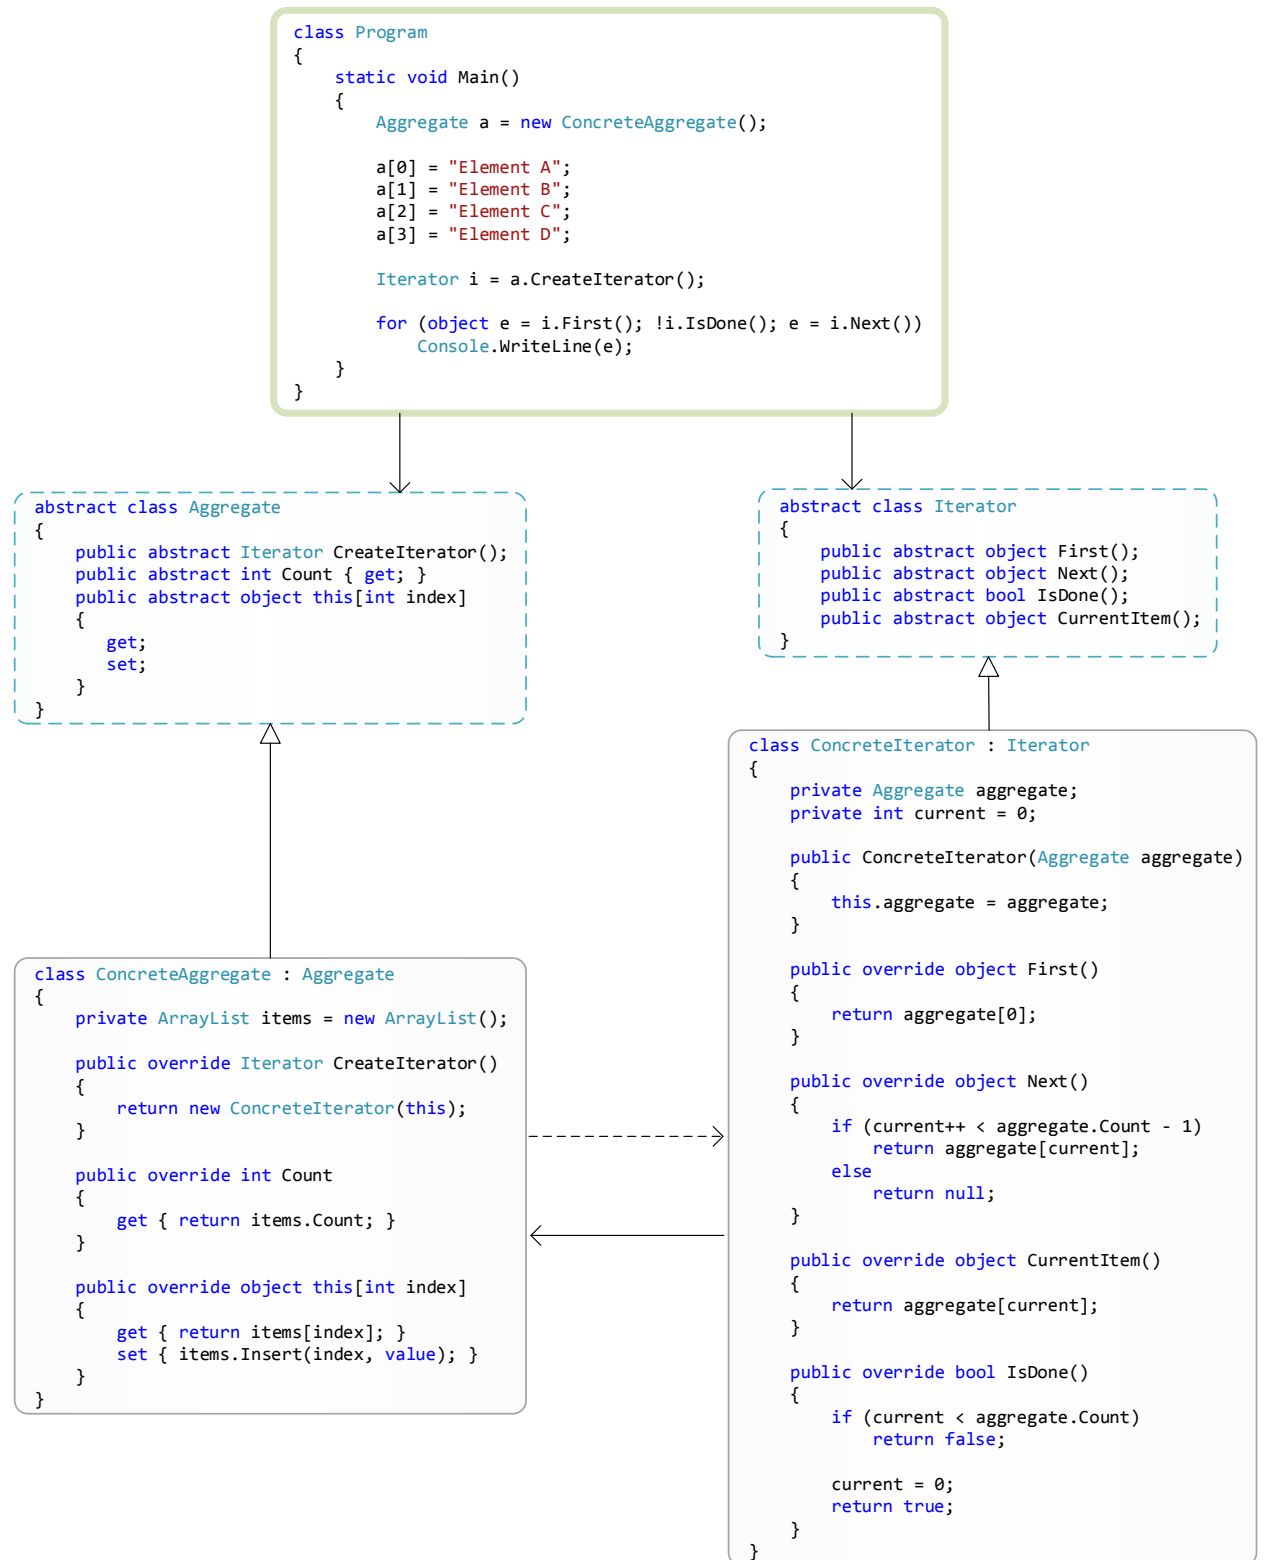 class Program
{
    static void Main()
    {
        Aggregate a = new ConcreteAggregate();
        a[0] = "Element A";
        a[1] = "Element B";
        a[2] = "Element C";
        a[3] = "Element D";
        Iterator i = a.CreateIterator();
        for (object e = i.First(); !i.IsDone(); e = i.Next())
            Console.WriteLine(e);
    }
}
abstract class Aggregate
{
    public abstract Iterator CreateIterator();
    public abstract int Count { get; }
    public abstract object this[int index]
    {
       get;
       set;
    }
}
abstract class Iterator
{
    public abstract object First();
    public abstract object Next();
    public abstract bool IsDone();
    public abstract object CurrentItem();
}
class ConcreteAggregate : Aggregate
{
    private ArrayList items = new ArrayList();
    public override Iterator CreateIterator()
    {
        return new ConcreteIterator(this);
    }
    public override int Count
    {
        get { return items.Count; }
    }
    public override object this[int index]
    {
        get { return items[index]; }
        set { items.Insert(index, value); }
    }
}
class ConcreteIterator : Iterator
{
    private Aggregate aggregate;
    private int current = 0;
    public ConcreteIterator(Aggregate aggregate)
    {
        this.aggregate = aggregate;
    }
    public override object First()
    {
        return aggregate[0];
    }
    public override object Next()
    {
        if (current++ < aggregate.Count - 1)
            return aggregate[current];
        else
            return null;
    }
    public override object CurrentItem()
    {
        return aggregate[current];
    }
    public override bool IsDone()
    {
        if (current < aggregate.Count)
            return false;
        current = 0;
        return true;
    }
}